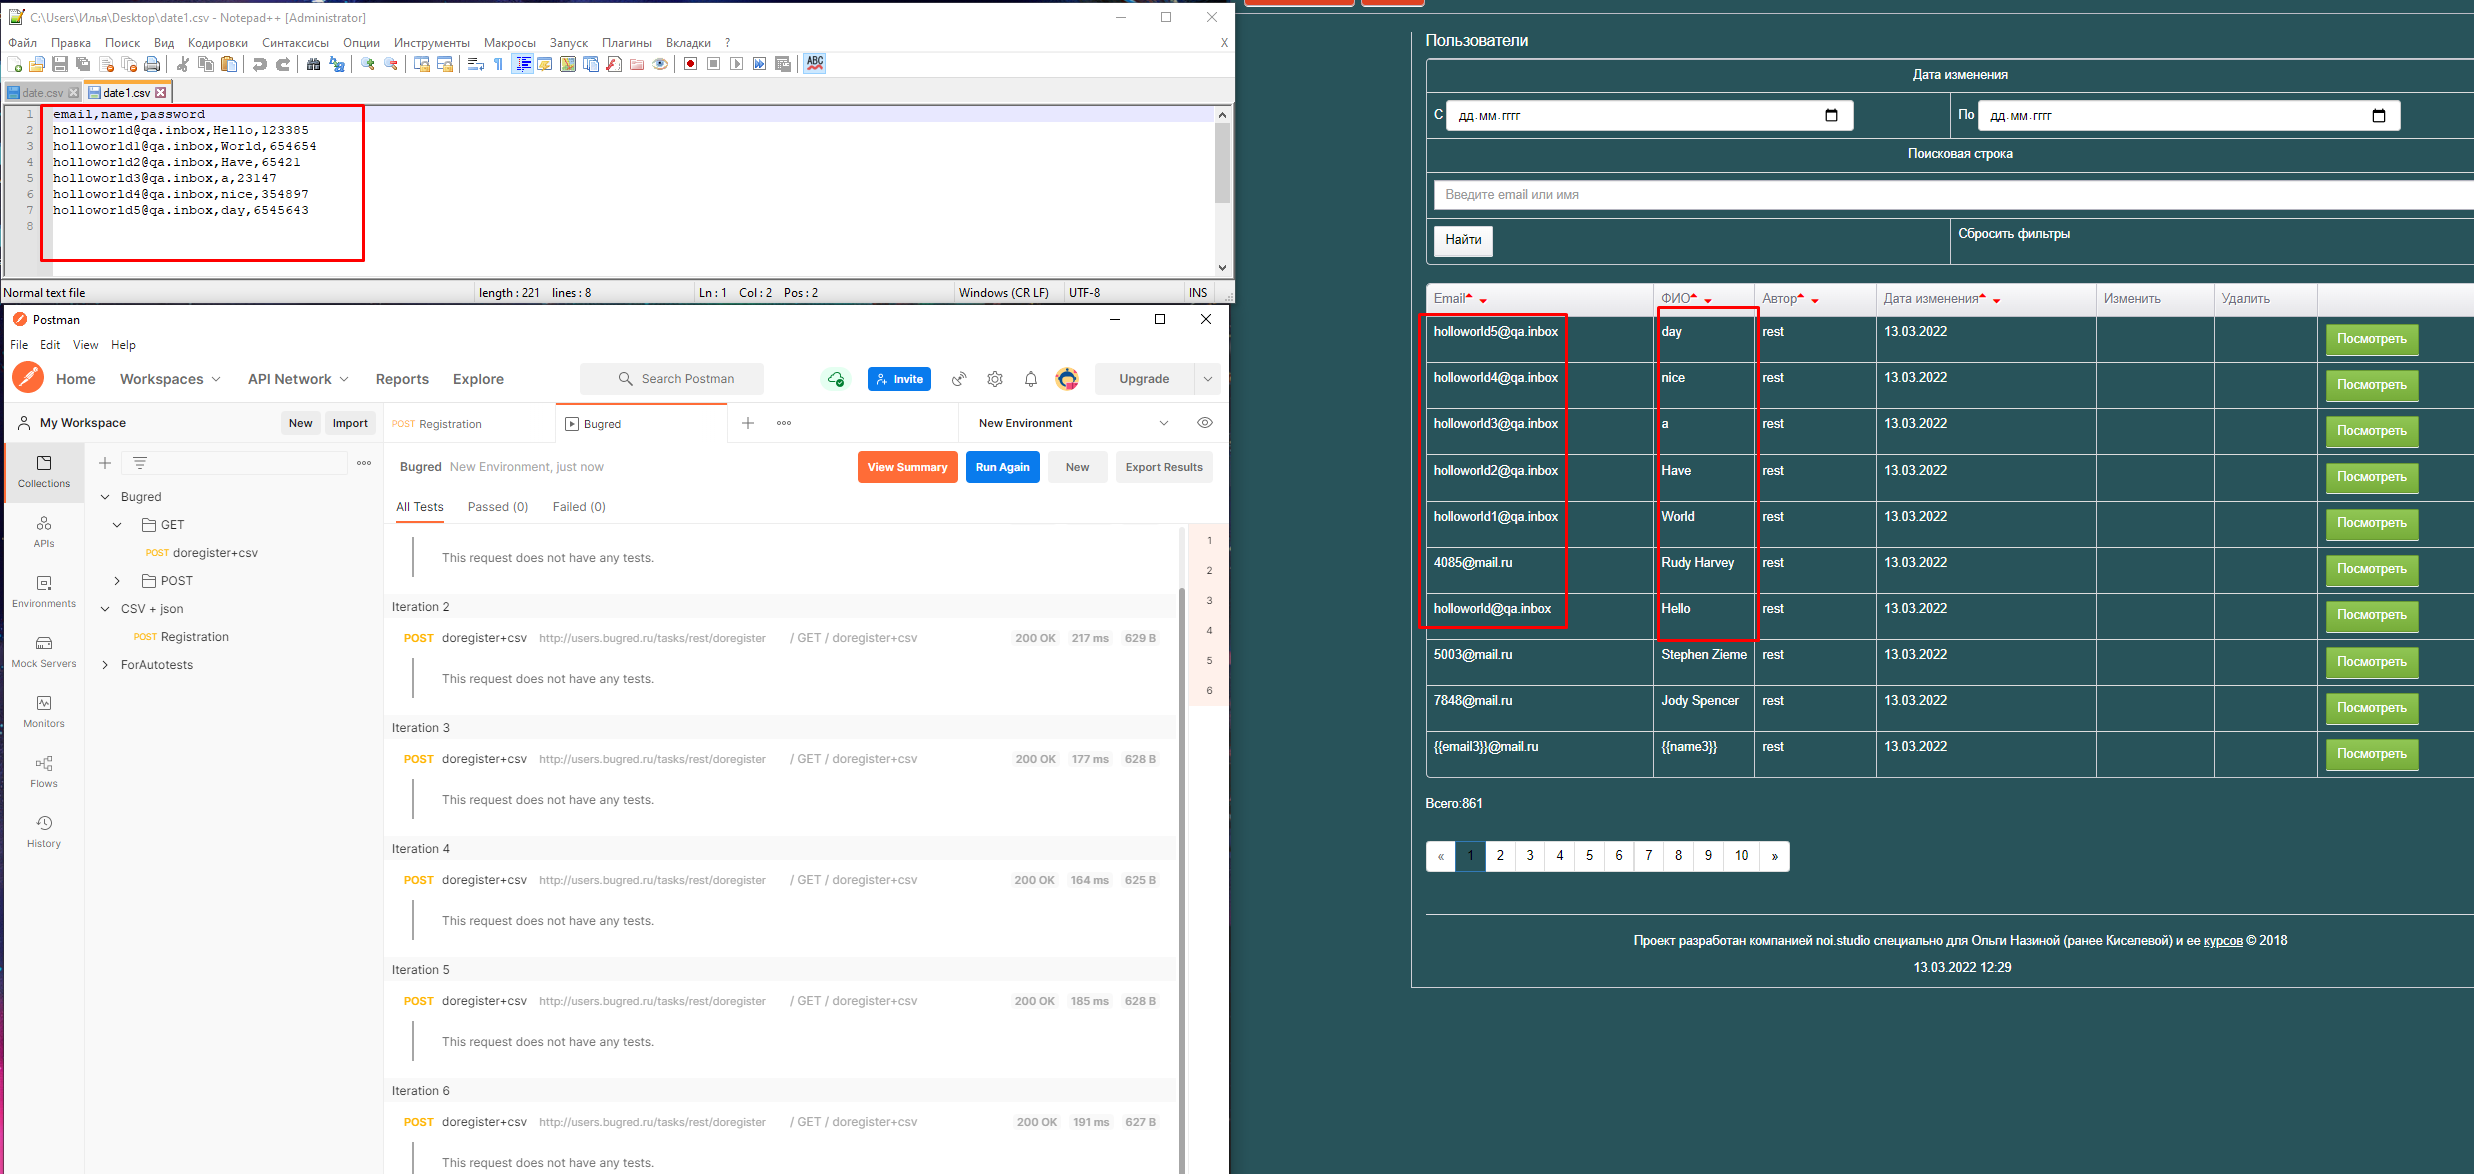 C:\Users\Илья\Desktop\date1.csv - Notepad++ [Administrator]
Файл Правка Поиск Вид Кодировки Синтаксисы Опции Инструменты Макросы Запуск Плагины Вкладки ? X
date.csv date1.csv
1 email,name,password
2 holloworld@qa.inbox,Hello,123385
3 holloworld1@qa.inbox,World,654654
4 holloworld2@qa.inbox,Have,65421
5 holloworld3@qa.inbox,a,23147
6 holloworld4@qa.inbox,nice,354897
7 holloworld5@qa.inbox,day,6545643
8
Normal text file length : 221 lines : 8 Ln : 1 Col : 2 Pos : 2 Windows (CR LF) UTF-8 INS
Postman
File Edit View Help
Home Workspaces API Network Reports Explore Search Postman Invite Upgrade
My Workspace New Import POST Registration Bugred New Environment
Collections
APIs
Environments
Mock Servers
Monitors
Flows
History
Bugred
GET
POST doregister+csv
POST
CSV + json
POST Registration
ForAutotests
Bugred New Environment, just now View Summary Run Again New Export Results
All Tests Passed (0) Failed (0)
This request does not have any tests.
Iteration 2
POST doregister+csv http://users.bugred.ru/tasks/rest/doregister / GET / doregister+csv 200 OK 217 ms 629 B
This request does not have any tests.
Iteration 3
POST doregister+csv http://users.bugred.ru/tasks/rest/doregister / GET / doregister+csv 200 OK 177 ms 628 B
This request does not have any tests.
Iteration 4
POST doregister+csv http://users.bugred.ru/tasks/rest/doregister / GET / doregister+csv 200 OK 164 ms 625 B
This request does not have any tests.
Iteration 5
POST doregister+csv http://users.bugred.ru/tasks/rest/doregister / GET / doregister+csv 200 OK 185 ms 628 B
This request does not have any tests.
Iteration 6
POST doregister+csv http://users.bugred.ru/tasks/rest/doregister / GET / doregister+csv 200 OK 191 ms 627 B
This request does not have any tests.
1
2
3
4
5
6
Пользователи
Дата изменения
С дд.мм.гггг По дд.мм.гггг
Поисковая строка
Введите email или имя
Найти Сбросить фильтры
Email ФИО Автор Дата изменения Изменить Удалить
holloworld5@qa.inbox day rest 13.03.2022 Посмотреть
holloworld4@qa.inbox nice rest 13.03.2022 Посмотреть
holloworld3@qa.inbox a rest 13.03.2022 Посмотреть
holloworld2@qa.inbox Have rest 13.03.2022 Посмотреть
holloworld1@qa.inbox World rest 13.03.2022 Посмотреть
4085@mail.ru Rudy Harvey rest 13.03.2022 Посмотреть
holloworld@qa.inbox Hello rest 13.03.2022 Посмотреть
5003@mail.ru Stephen Zieme rest 13.03.2022 Посмотреть
7848@mail.ru Jody Spencer rest 13.03.2022 Посмотреть
{{email3}}@mail.ru {{name3}} rest 13.03.2022 Посмотреть
Всего:861
« 1 2 3 4 5 6 7 8 9 10 »
Проект разработан компанией noi.studio специально для Ольги Назиной (ранее Киселевой) и ее курсов © 2018
13.03.2022 12:29